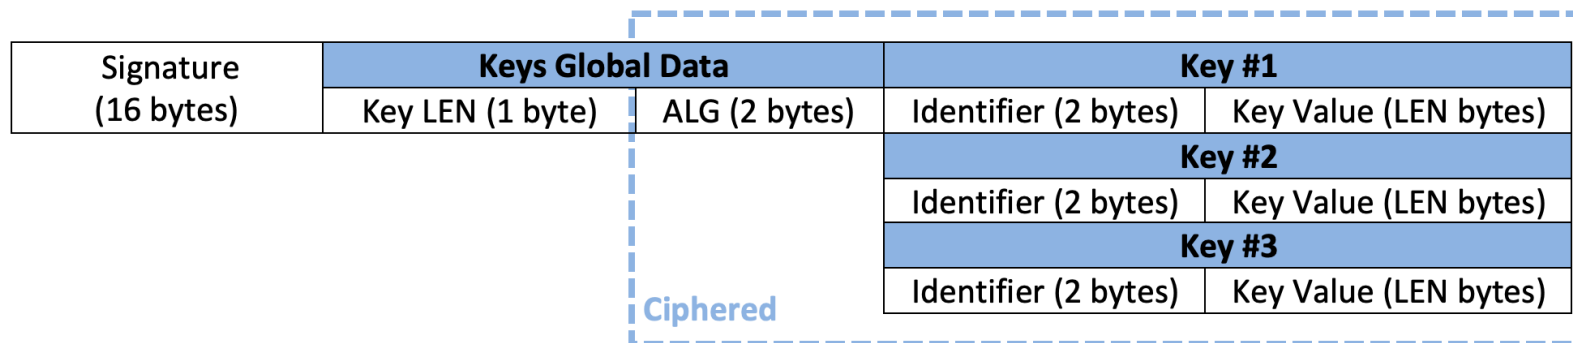 Signature
(16 bytes)
Keys Global Data
Key LEN (1 byte)
ALG (2 bytes)
Key #1
Identifier (2 bytes)
Key Value (LEN bytes)
Key #2
Identifier (2 bytes)
Key Value (LEN bytes)
Key #3
Identifier (2 bytes)
Key Value (LEN bytes)
Ciphered